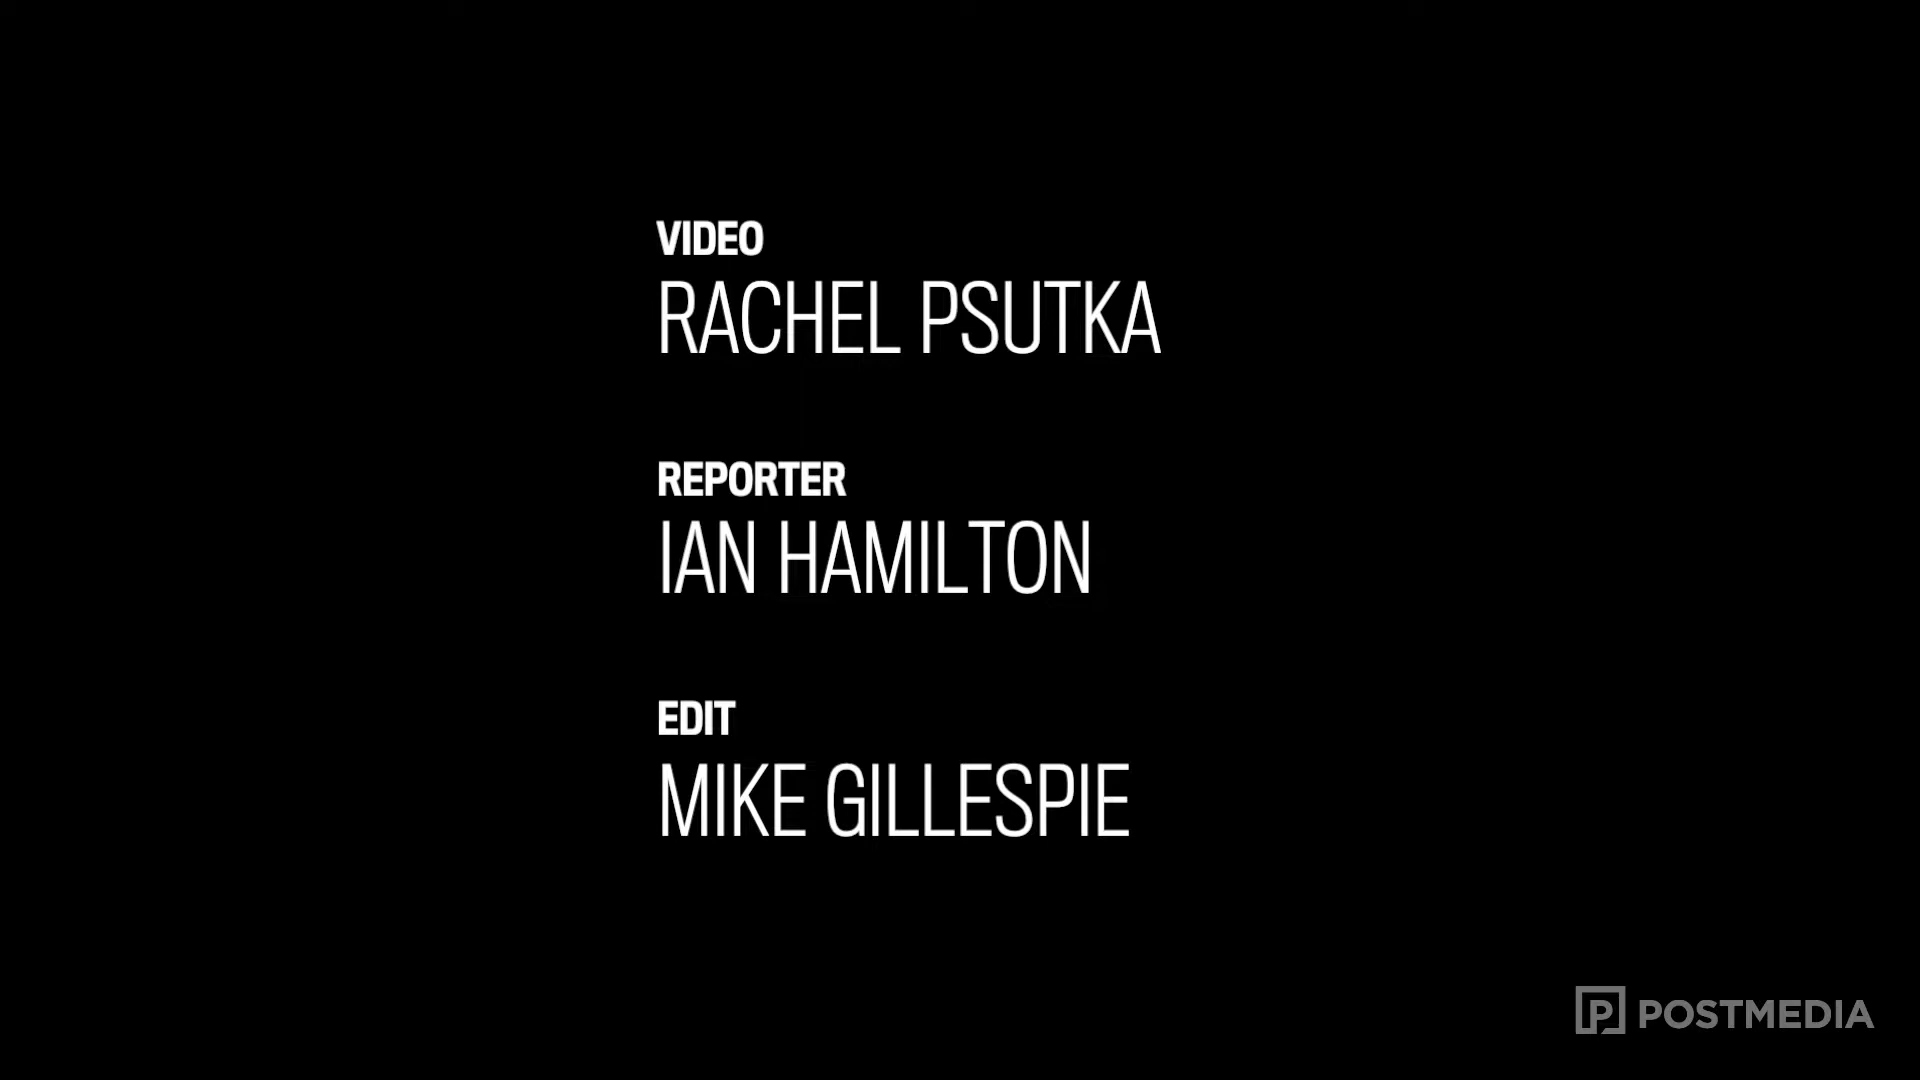 VIDEO
RACHEL PSUTKA
REPORTER
IAN HAMILTON
EDIT
MIKE GILLESPIE
P POSTMEDIA